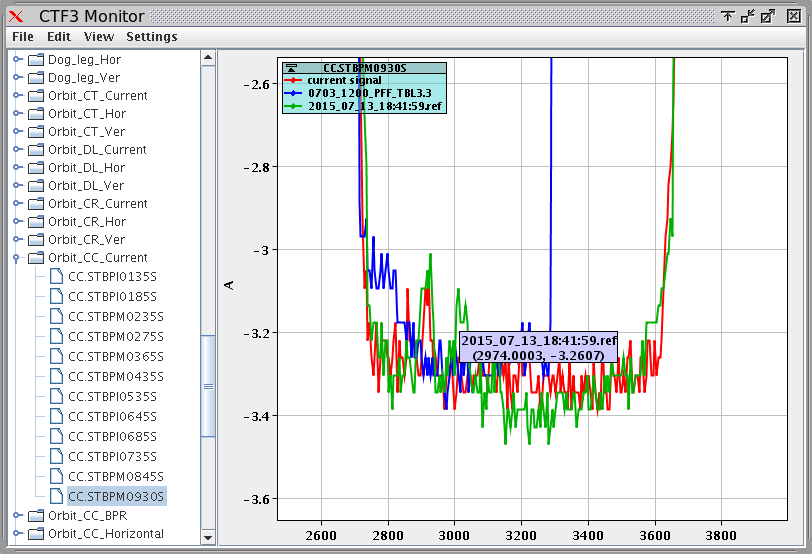 CTF3 Monitor
File Edit View Settings
Dog_leg_Hor
Dog_leg_Ver
Orbit_CT_Current
Orbit_CT_Hor
Orbit_CT_Ver
Orbit_DL_Current
Orbit_DL_Hor
Orbit_DL_Ver
Orbit_CR_Current
Orbit_CR_Hor
Orbit_CR_Ver
Orbit_CC_Current
CC.STBPI0135S
CC.STBPI0185S
CC.STBPM0235S
CC.STBPM0275S
CC.STBPM0365S
CC.STBPM0435S
CC.STBPI0535S
CC.STBPI0645S
CC.STBPI0685S
CC.STBPI0735S
CC.STBPM0845S
CC.STBPM0930S
Orbit_CC_BPR
Orbit_CC_Horizontal
CC.STBPM0930S
current signal
0703_1200_PFF_TBL3.3
2015_07_13_18:41:59.ref
-2.6
-2.8
-3
-3.2
-3.4
-3.6
A
2015_07_13_18:41:59.ref
(2974.0003, -3.2607)
2600 2800 3000 3200 3400 3600 3800